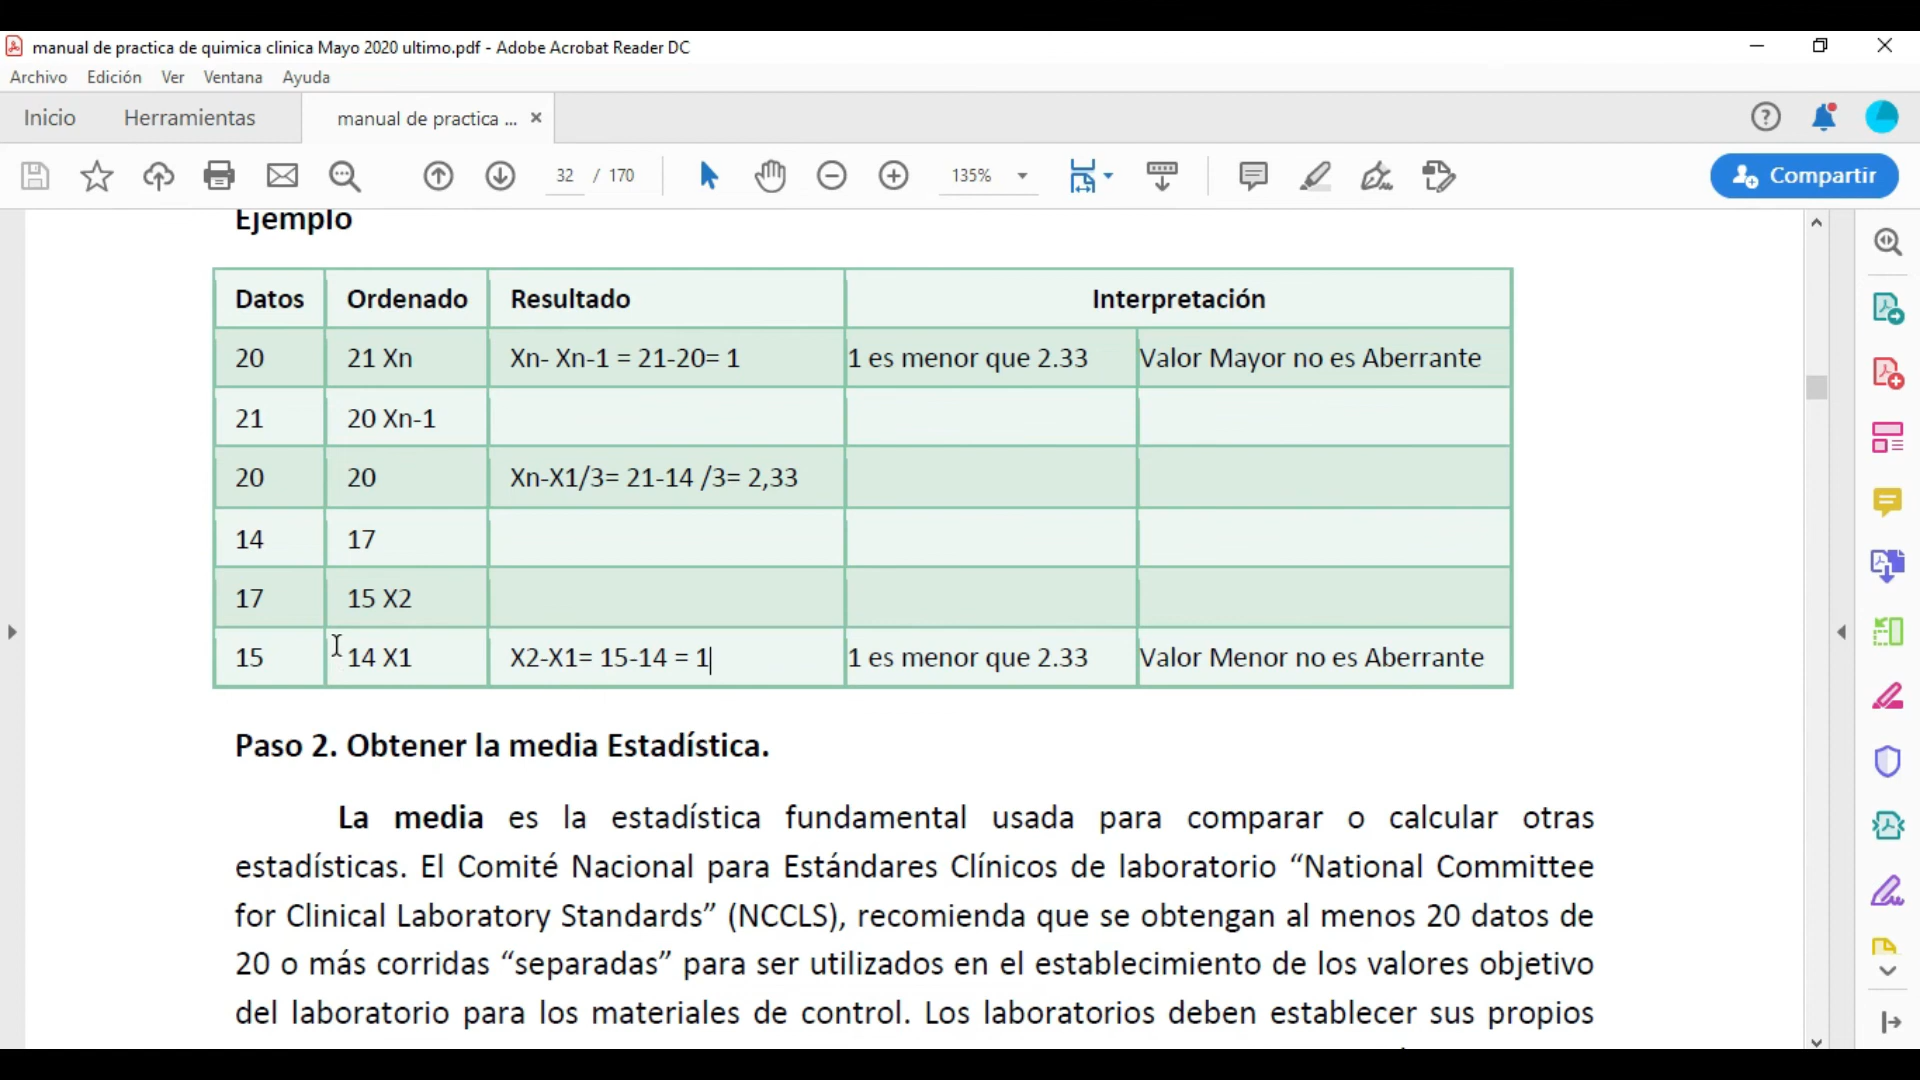 manual de practica de quimica clinica Mayo 2020 ultimo.pdf - Adobe Acrobat Reader DC
Archivo Edición Ver Ventana Ayuda
Inicio Herramientas manual de practica ... ×
32 / 170 135% Compartir
Ejemplo
Datos Ordenado Resultado Interpretación
20 21 Xn Xn- Xn-1 = 21-20= 1 1 es menor que 2.33 Valor Mayor no es Aberrante
21 20 Xn-1
20 20 Xn-X1/3= 21-14 /3= 2,33
14 17
17 15 X2
15 14 X1 X2-X1= 15-14 = 1 1 es menor que 2.33 Valor Menor no es Aberrante
Paso 2. Obtener la media Estadística.
La media es la estadística fundamental usada para comparar o calcular otras
estadísticas. El Comité Nacional para Estándares Clínicos de laboratorio “National Committee
for Clinical Laboratory Standards” (NCCLS), recomienda que se obtengan al menos 20 datos de
20 o más corridas “separadas” para ser utilizados en el establecimiento de los valores objetivo
del laboratorio para los materiales de control. Los laboratorios deben establecer sus propios